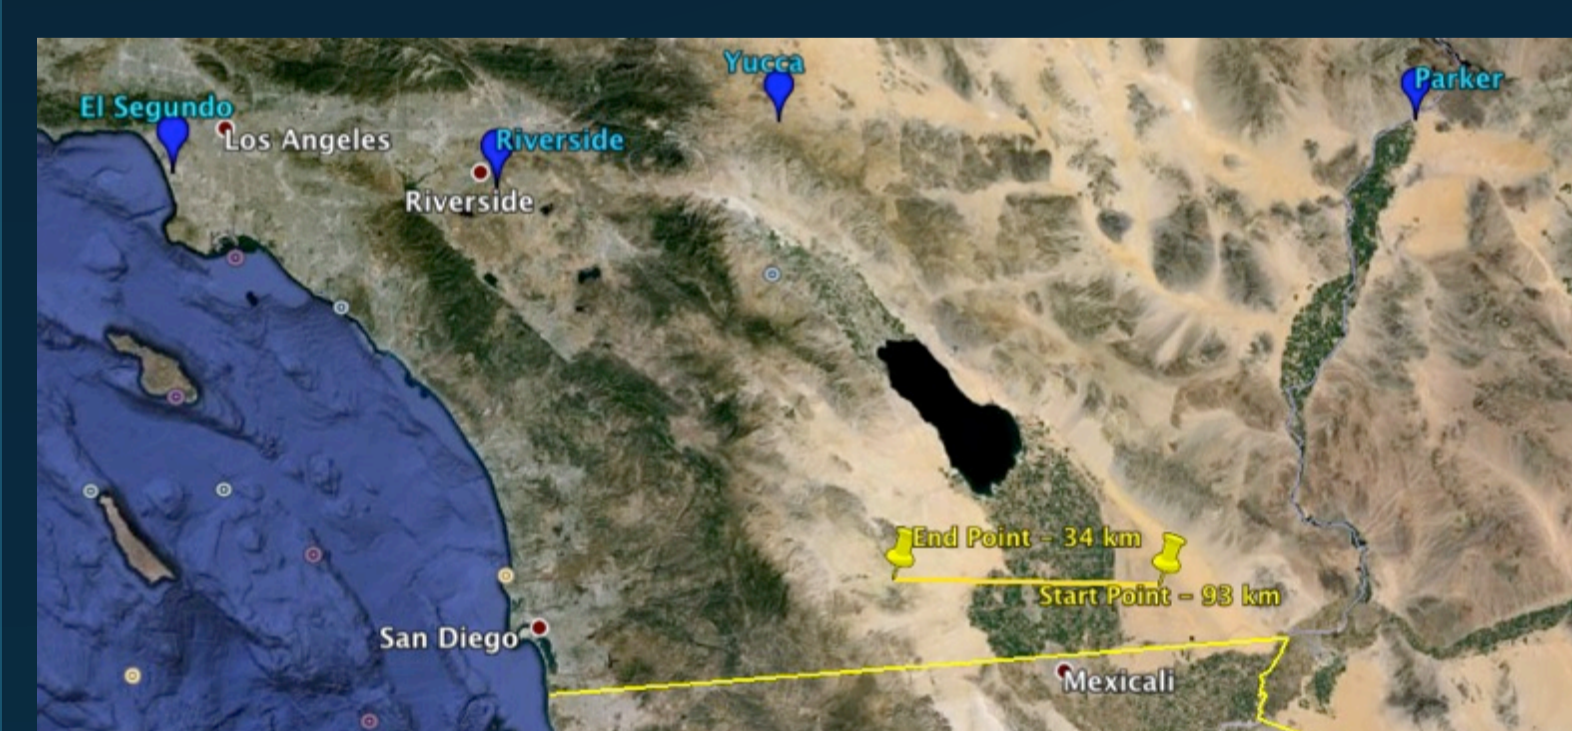 Yucca
Parker
El Segundo
Los Angeles
Riverside
Riverside
End Point – 34 km
Start Point – 93 km
San Diego
Mexicali